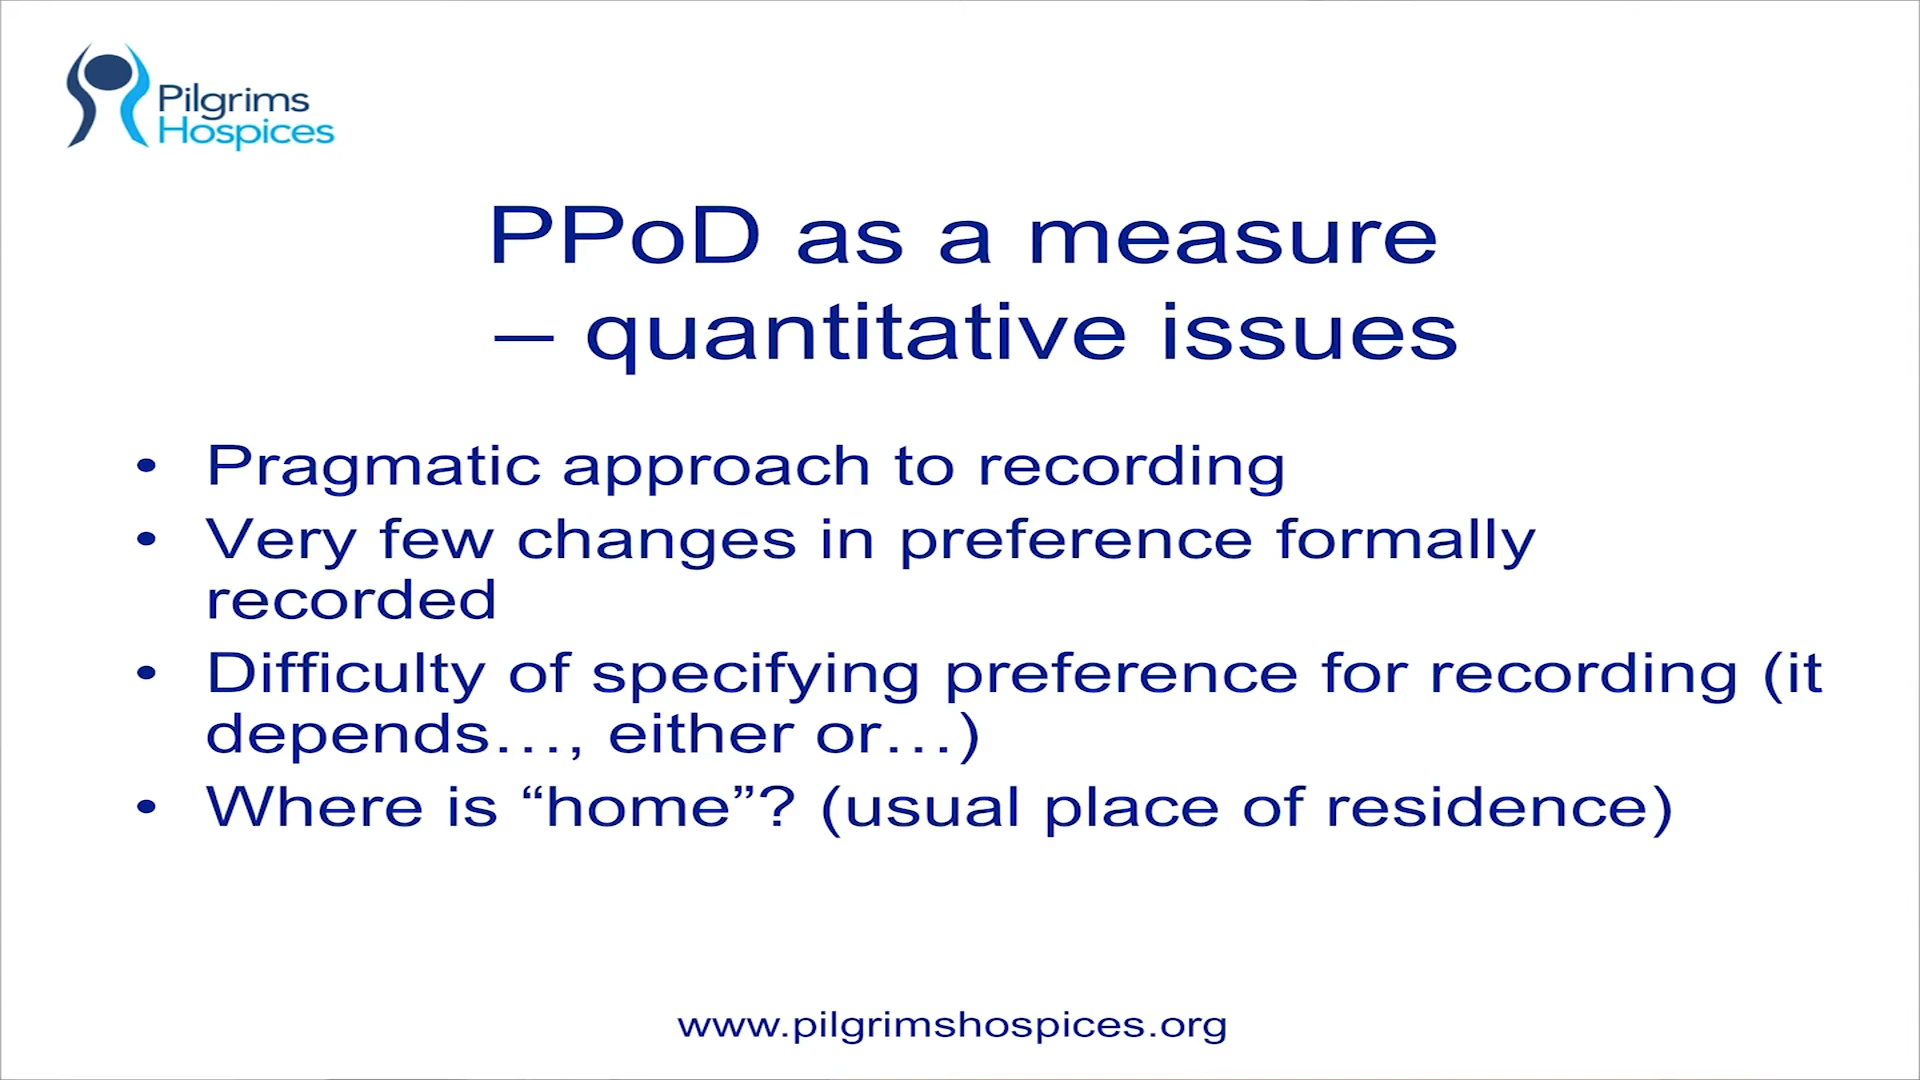 Pilgrims
Hospices
PPoD as a measure
– quantitative issues
• Pragmatic approach to recording
• Very few changes in preference formally
recorded
• Difficulty of specifying preference for recording (it
depends…, either or…)
• Where is “home”? (usual place of residence)
www.pilgrimshospices.org